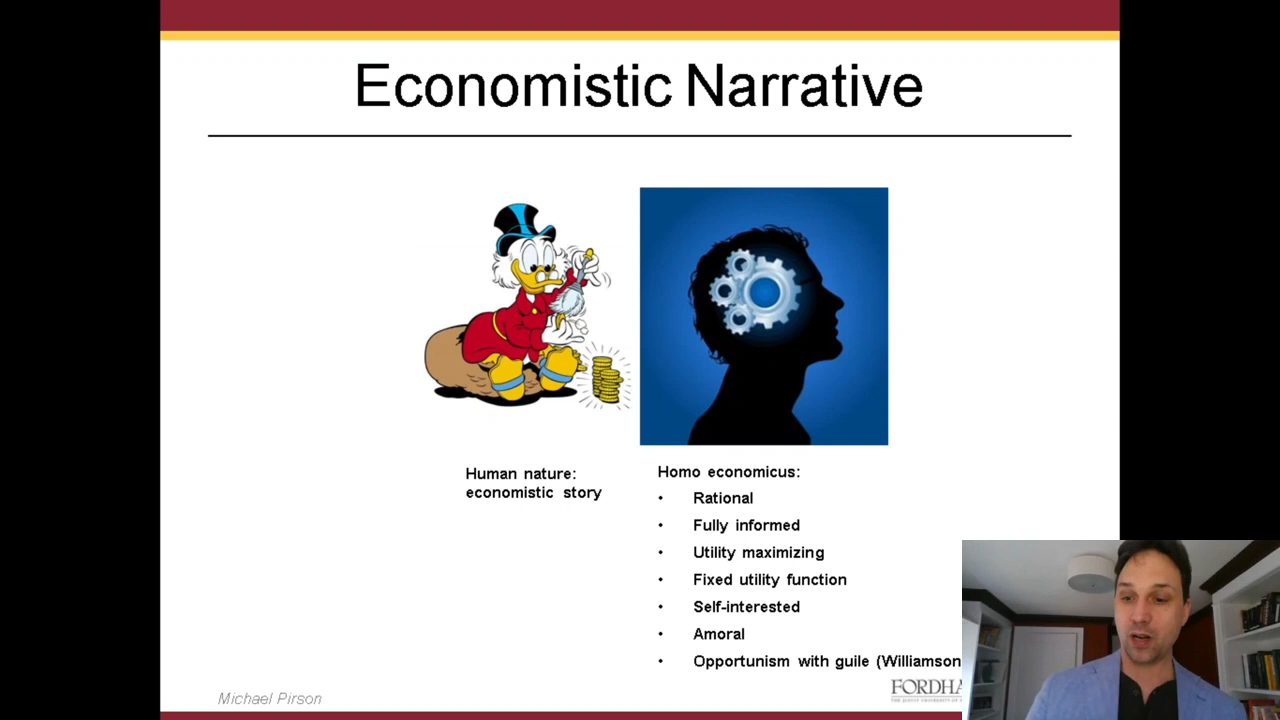 Economistic Narrative
Human nature:
economistic story
Homo economicus:
• Rational
• Fully informed
• Utility maximizing
• Fixed utility function
• Self-interested
• Amoral
• Opportunism with guile (Williamson
Michael Pirson
FORDHA